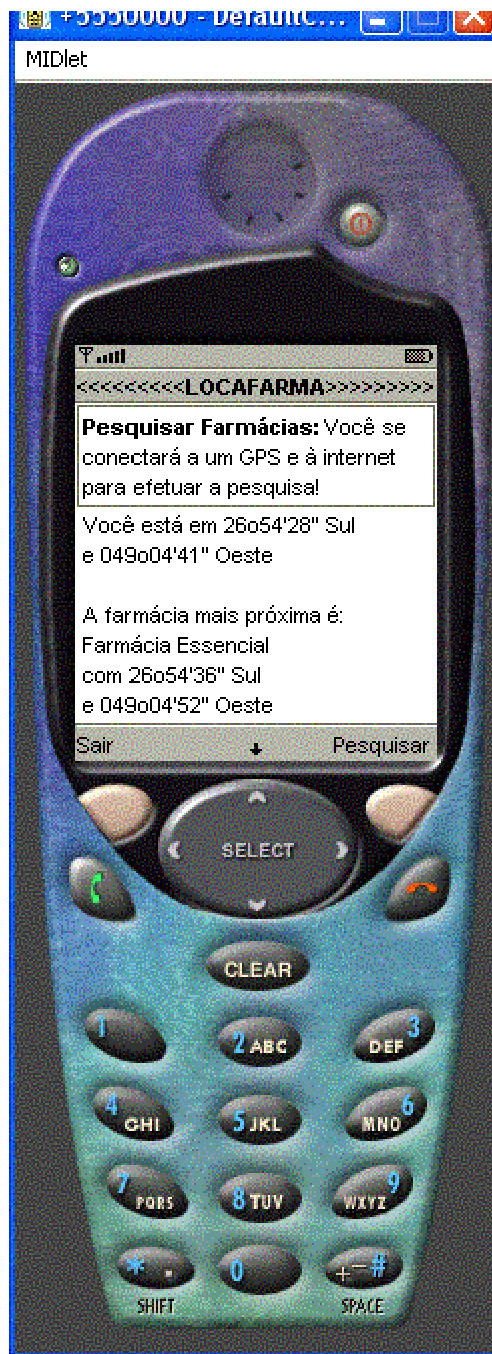 +5550000 - DefaultC...
MIDlet
<<<<<<<<<LOCAFARMA>>>>>>>>>
Pesquisar Farmácias: Você se
conectará a um GPS e à internet
para efetuar a pesquisa!
Você está em 26o54'28" Sul
e 049o04'41" Oeste
A farmácia mais próxima é:
Farmácia Essencial
com 26o54'36" Sul
e 049o04'52" Oeste
Sair Pesquisar
SELECT
CLEAR
1 2 ABC DEF 3
4 GHI 5 JKL MNO 6
7 PQRS 8 TUV WXYZ 9
* . 0 +-#
SHIFT SPACE